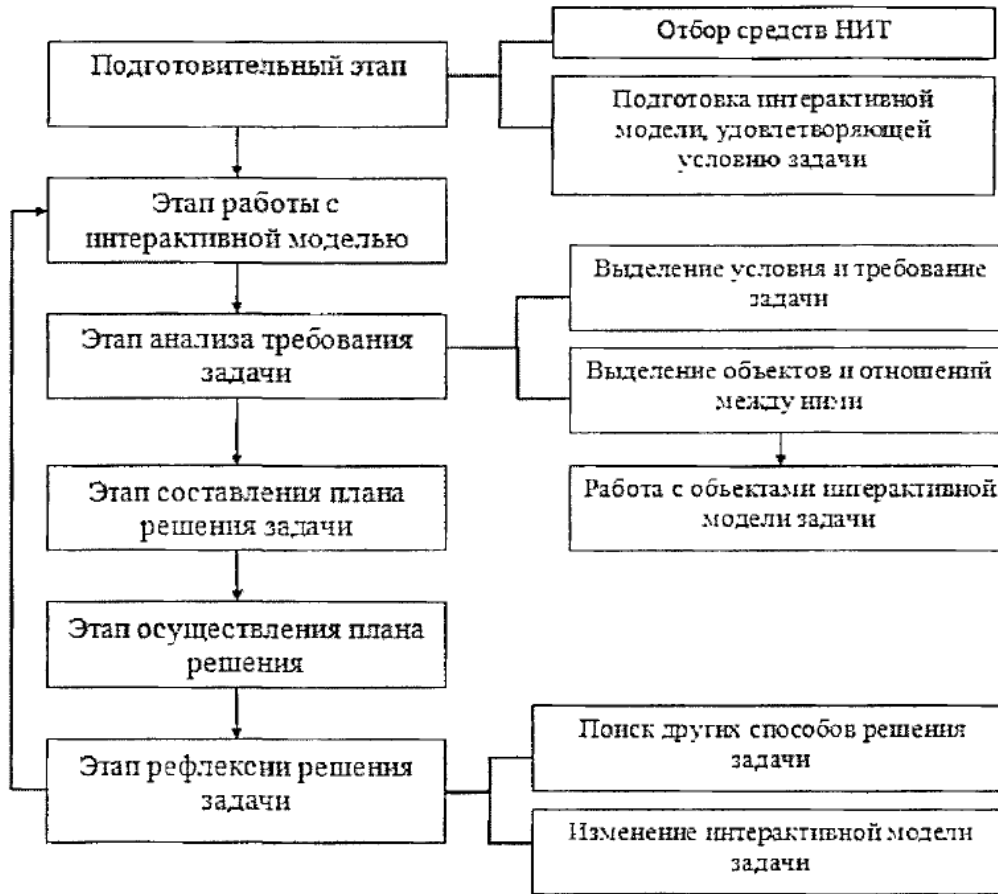 Подготовительный этап
Отбор средств НИТ
Подготовка интерактивной
модели, удовлетворяющей
условию задачи
Этап работы с
интерактивной моделью
Этап анализа требования
задачи
Выделение условия и требование
задачи
Выделение объектов и отношений
между ними
Работа с объектами интерактивной
модели задачи
Этап составления плана
решения задачи
Этап осуществления плана
решения
Этап рефлексии решения
задачи
Поиск других способов решения
задачи
Изменение интерактивной модели
задачи